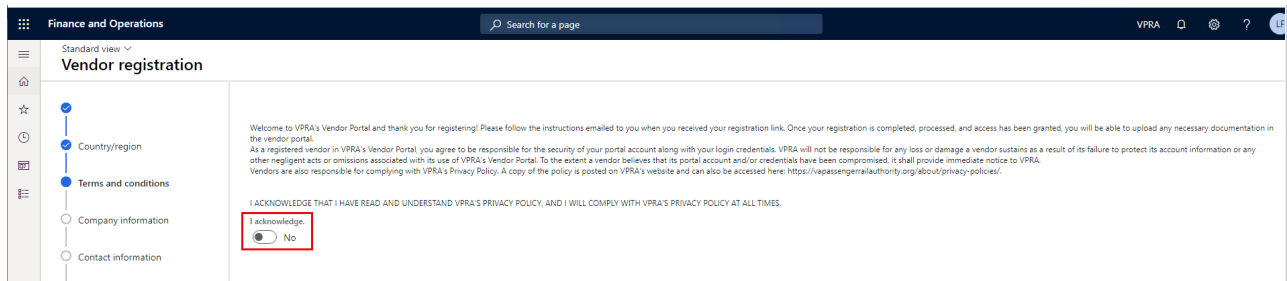 Finance and Operations
Search for a page
VPRA
?
LF
Standard view
Vendor registration
Country/region
Terms and conditions
Company information
Contact information
Welcome to VPRA's Vendor Portal and thank you for registering! Please follow the instructions emailed to you when you received your registration link. Once your registration is completed, processed, and access has been granted, you will be able to upload any necessary documentation in
the vendor portal.
As a registered vendor in VPRA's Vendor Portal, you agree to be responsible for the security of your portal account along with your login credentials. VPRA will not be responsible for any loss or damage a vendor sustains as a result of its failure to protect its account information or any
other negligent acts or omissions associated with its use of VPRA's Vendor Portal. To the extent a vendor believes that its portal account and/or credentials have been compromised, it shall provide immediate notice to VPRA.
Vendors are also responsible for complying with VPRA's Privacy Policy. A copy of the policy is posted on VPRA's website and can also be accessed here: https://vapassengerrailauthority.org/about/privacy-policies/.
I ACKNOWLEDGE THAT I HAVE READ AND UNDERSTAND VPRA'S PRIVACY POLICY, AND I WILL COMPLY WITH VPRA'S PRIVACY POLICY AT ALL TIMES.
I acknowledge.
No